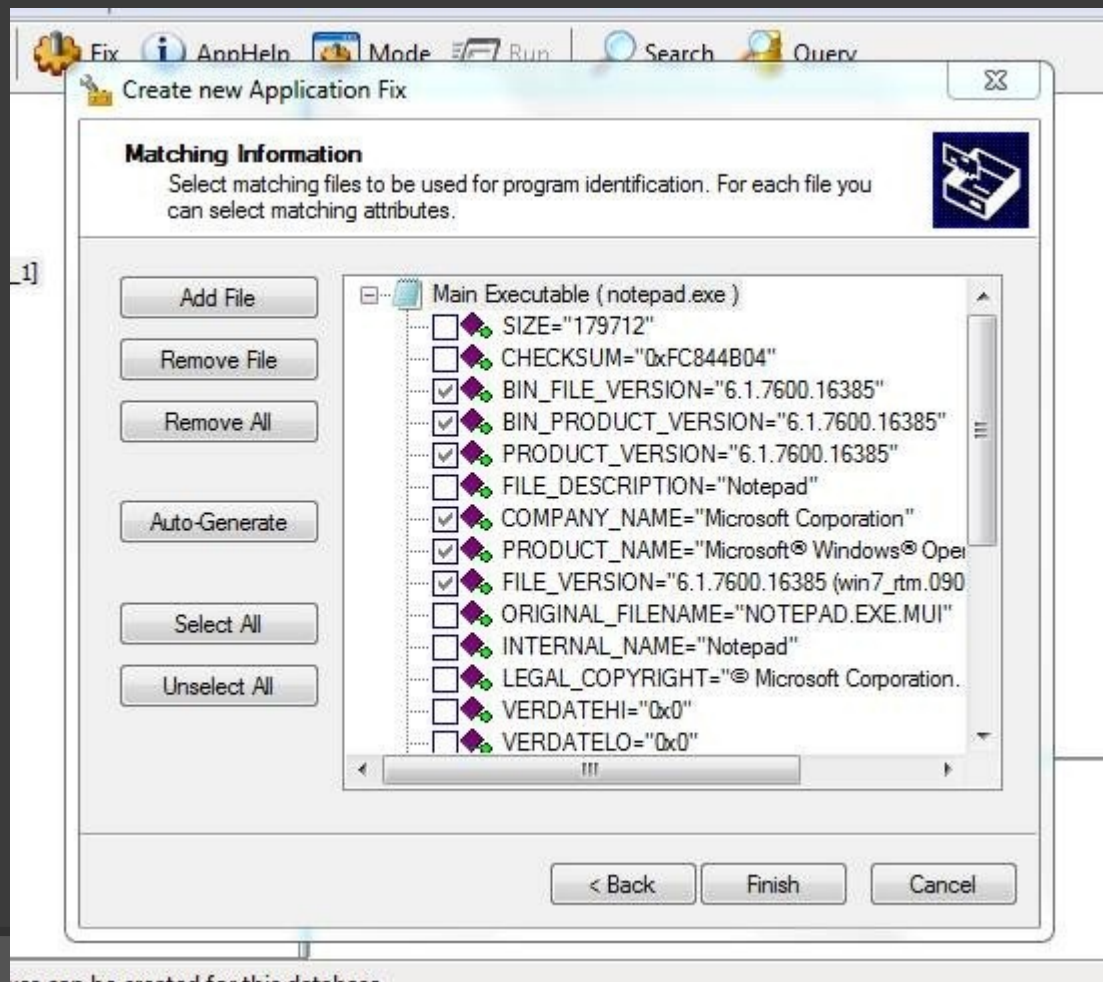 Fix AppHelp Mode Run Search Query
Create new Application Fix
Matching Information
Select matching files to be used for program identification. For each file you
can select matching attributes.
_1]
Add File
Remove File
Remove All
Auto-Generate
Select All
Unselect All
Main Executable ( notepad.exe )
SIZE="179712"
CHECKSUM="0xFC844B04"
BIN_FILE_VERSION="6.1.7600.16385"
BIN_PRODUCT_VERSION="6.1.7600.16385"
PRODUCT_VERSION="6.1.7600.16385"
FILE_DESCRIPTION="Notepad"
COMPANY_NAME="Microsoft Corporation"
PRODUCT_NAME="Microsoft® Windows® Oper
FILE_VERSION="6.1.7600.16385 (win7_rtm.090
ORIGINAL_FILENAME="NOTEPAD.EXE.MUI"
INTERNAL_NAME="Notepad"
LEGAL_COPYRIGHT="© Microsoft Corporation.
VERDATEHI="0x0"
VERDATELO="0x0"
< Back
Finish
Cancel
can be created for this database